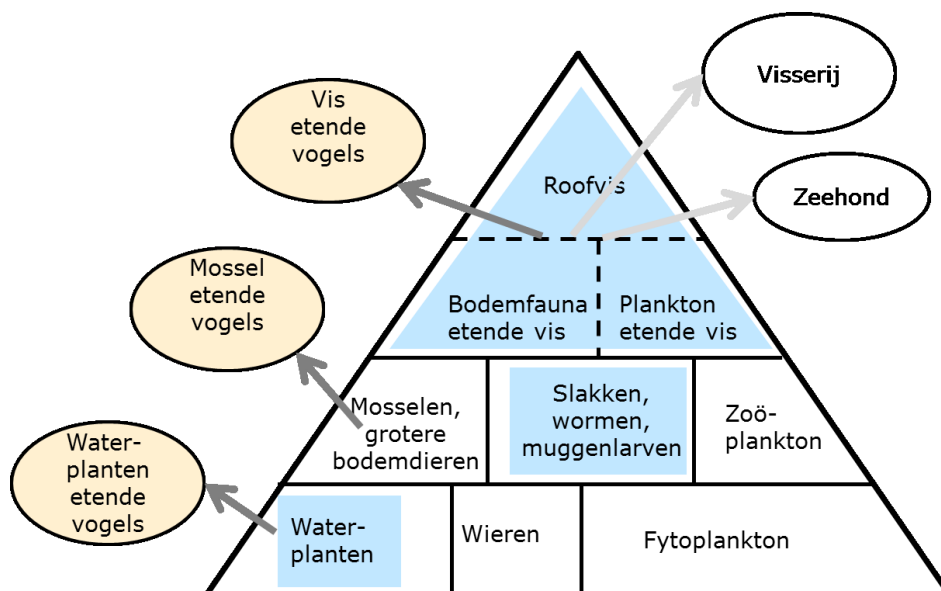 Visserij
Vis
etende
vogels
Roofvis
Zeehond
Mossel
etende
vogels
Bodemfauna
etende vis
Plankton
etende vis
Mosselen,
grotere
bodemdieren
Slakken,
wormen,
muggenlarven
Zoö-
plankton
Water-
planten
etende
vogels
Water-
planten
Wieren
Fytoplankton